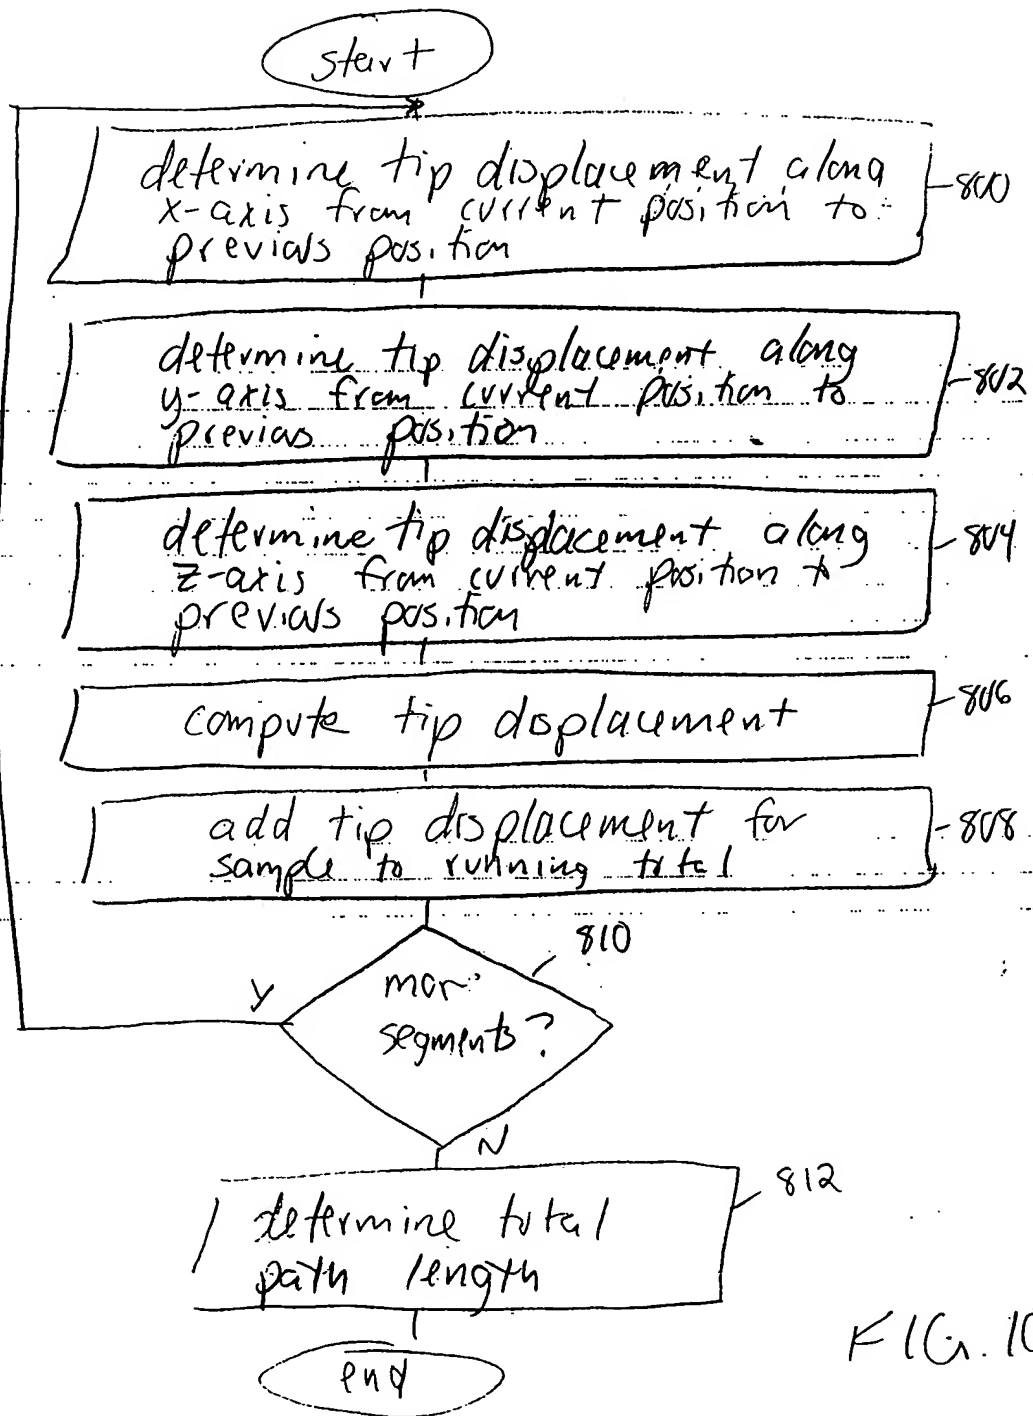 start
determine tip displacement along
x-axis from current position to
previous position
800
determine tip displacement along
y-axis from current position to
previous position
802
determine tip displacement along
z-axis from current position to
previous position
804
compute tip displacement
806
add tip displacement for
sample to running total
808
810
more
segments?
Y
N
determine total
path length
812
end
FIG. 10